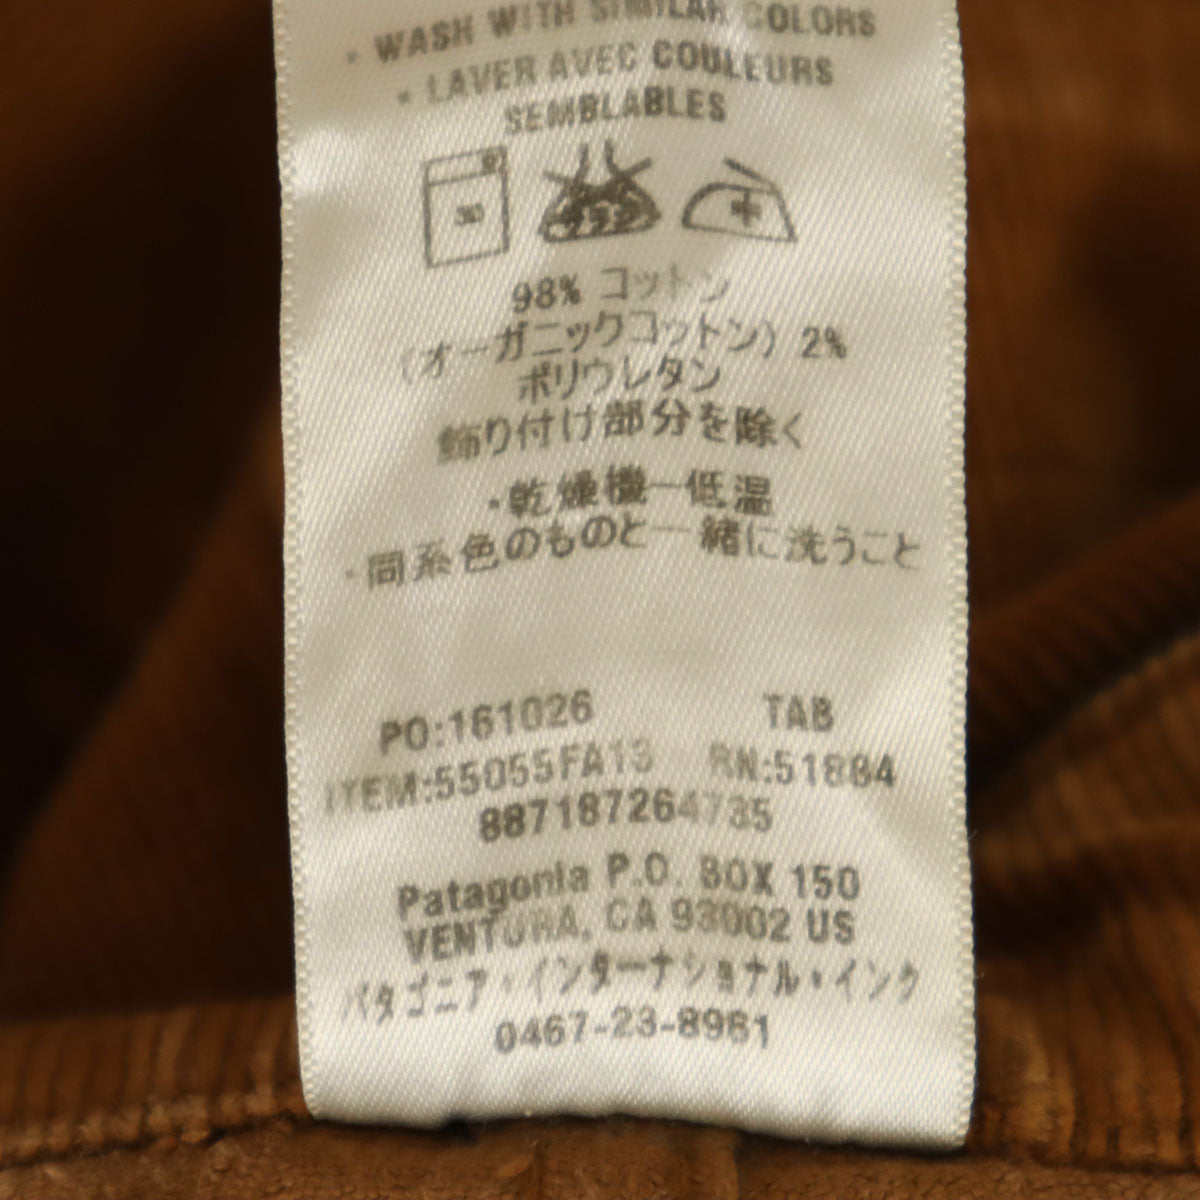 • WASH WITH SIMILAR COLORS
• LAVER AVEC COULEURS
SEMBLABLES
30
98% コットン
(オーガニックコットン) 2%
ポリウレタン
飾り付け部分を除く
・乾燥機ー低温
・同系色のものと一緒に洗うこと
PO:161026 TAB
ITEM:55055FA13 RN:51884
887187264735
Patagonia P.O. BOX 150
VENTURA, CA 93002 US
パタゴニア・インターナショナル・インク
0467-23-8961